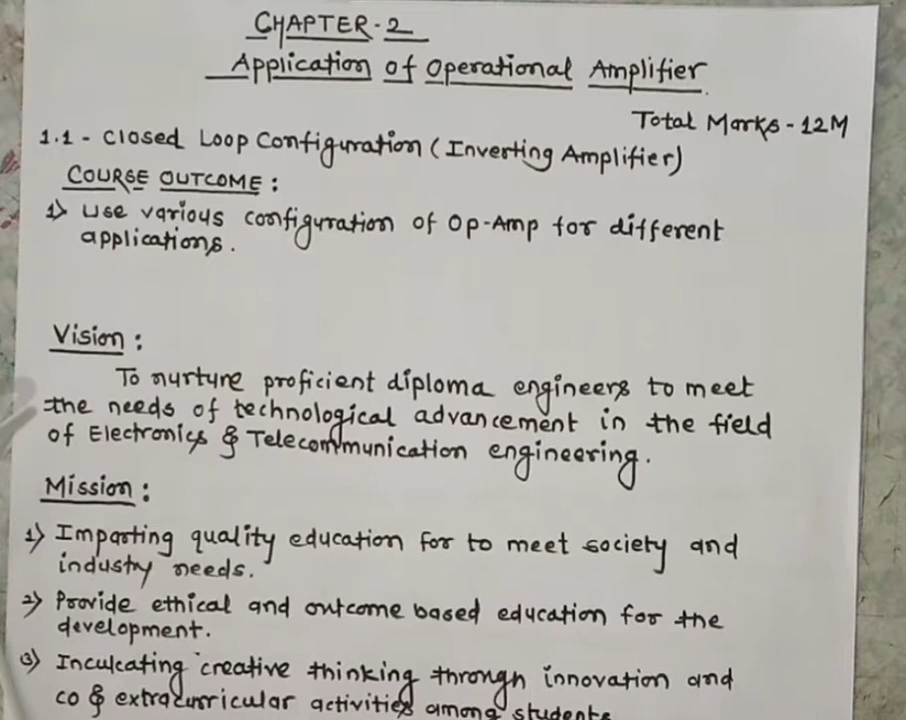 CHAPTER-2
Application of Operational Amplifier
Total Marks-12M
1.1 - Closed Loop Configuration (Inverting Amplifier)
COURSE OUTCOME :
1) Use various configuration of Op-Amp for different
applications.
Vision :
To nurture proficient diploma engineers to meet
the needs of technological advancement in the field
of Electronics & Telecommunication engineering.
Mission :
1) Imparting quality education for to meet society and
industry needs.
2) Provide ethical and outcome based education for the
development.
3) Inculcating creative thinking through innovation and
co & extracurricular activities among students